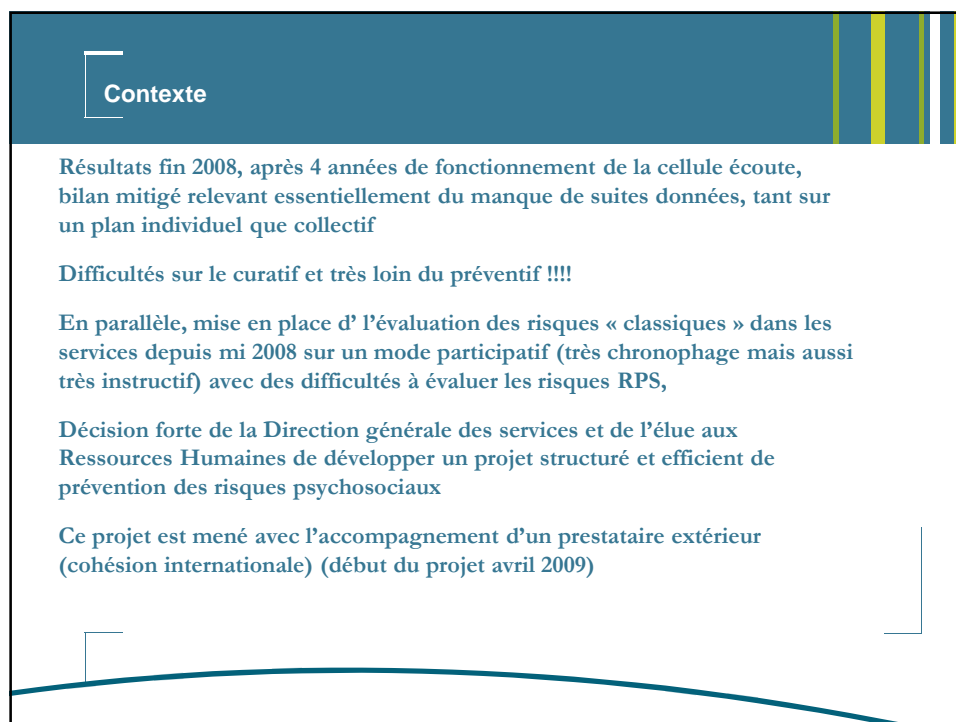 Contexte
Résultats fin 2008, après 4 années de fonctionnement de la cellule écoute,
bilan mitigé relevant essentiellement du manque de suites données, tant sur
un plan individuel que collectif
Difficultés sur le curatif et très loin du préventif !!!!
En parallèle, mise en place d’ l’évaluation des risques « classiques » dans les
services depuis mi 2008 sur un mode participatif (très chronophage mais aussi
très instructif) avec des difficultés à évaluer les risques RPS,
Décision forte de la Direction générale des services et de l’élue aux
Ressources Humaines de développer un projet structuré et efficient de
prévention des risques psychosociaux
Ce projet est mené avec l’accompagnement d’un prestataire extérieur
(cohésion internationale) (début du projet avril 2009)